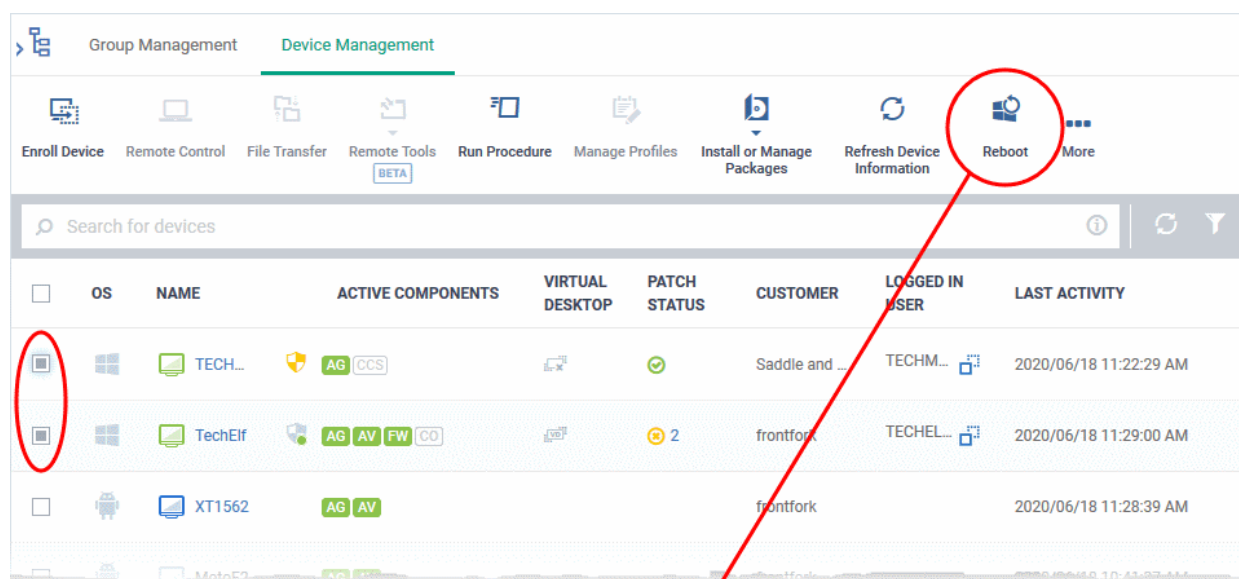 Group Management Device Management
Enroll Device Remote Control File Transfer Remote Tools Run Procedure Manage Profiles Install or Manage Refresh Device Reboot More
BETA Packages Information
Search for devices
VIRTUAL PATCH LOGGED IN
OS NAME ACTIVE COMPONENTS CUSTOMER LAST ACTIVITY
DESKTOP STATUS USER
TECH... AG CCS Saddle and ... TECHM... 2020/06/18 11:22:29 AM
TechElf AG AV FW CO VD 2 frontfork TECHEL... 2020/06/18 11:29:00 AM
XT1562 AG AV frontfork 2020/06/18 11:28:39 AM